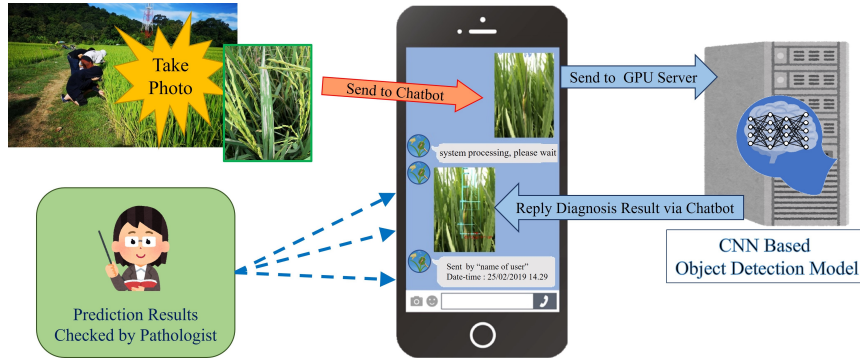 Take
Photo
Send to Chatbot
Send to GPU Server
system processing, please wait
Reply Diagnosis Result via Chatbot
CNN Based
Object Detection Model
Sent by “name of user”
Date-time : 25/02/2019 14.29
Prediction Results
Checked by Pathologist